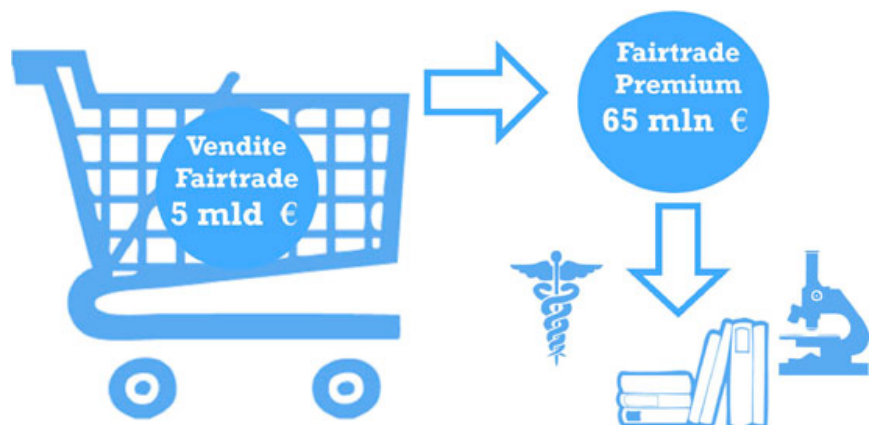 Vendite
Fairtrade
5 mld €
Fairtrade
Premium
65 mln €